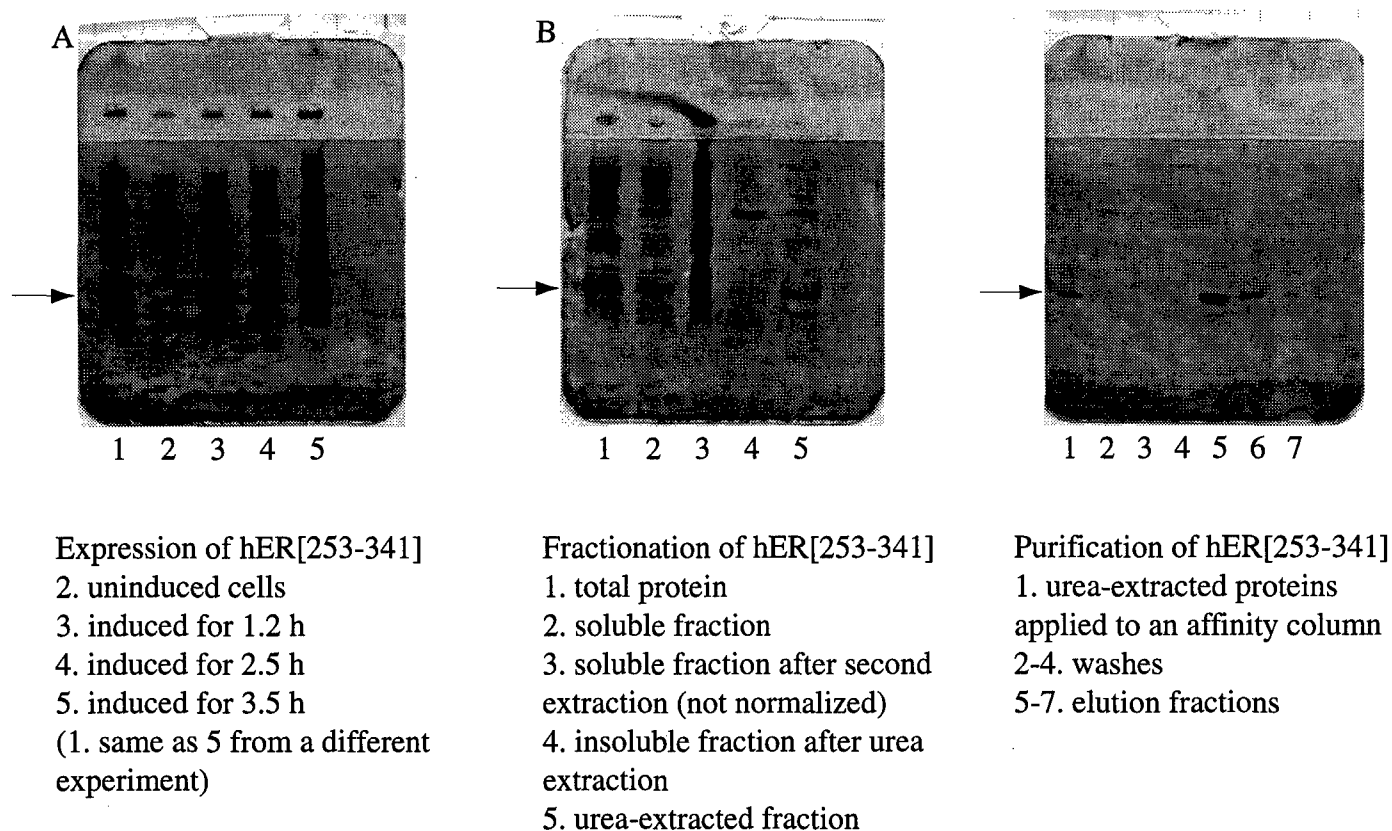 A
1 2 3 4 5
Expression of hER[253-341]
2. uninduced cells
3. induced for 1.2 h
4. induced for 2.5 h
5. induced for 3.5 h
(1. same as 5 from a different
experiment)
B
1 2 3 4 5
Fractionation of hER[253-341]
1. total protein
2. soluble fraction
3. soluble fraction after second
extraction (not normalized)
4. insoluble fraction after urea
extraction
5. urea-extracted fraction
1 2 3 4 5 6 7
Purification of hER[253-341]
1. urea-extracted proteins
applied to an affinity column
2-4. washes
5-7. elution fractions